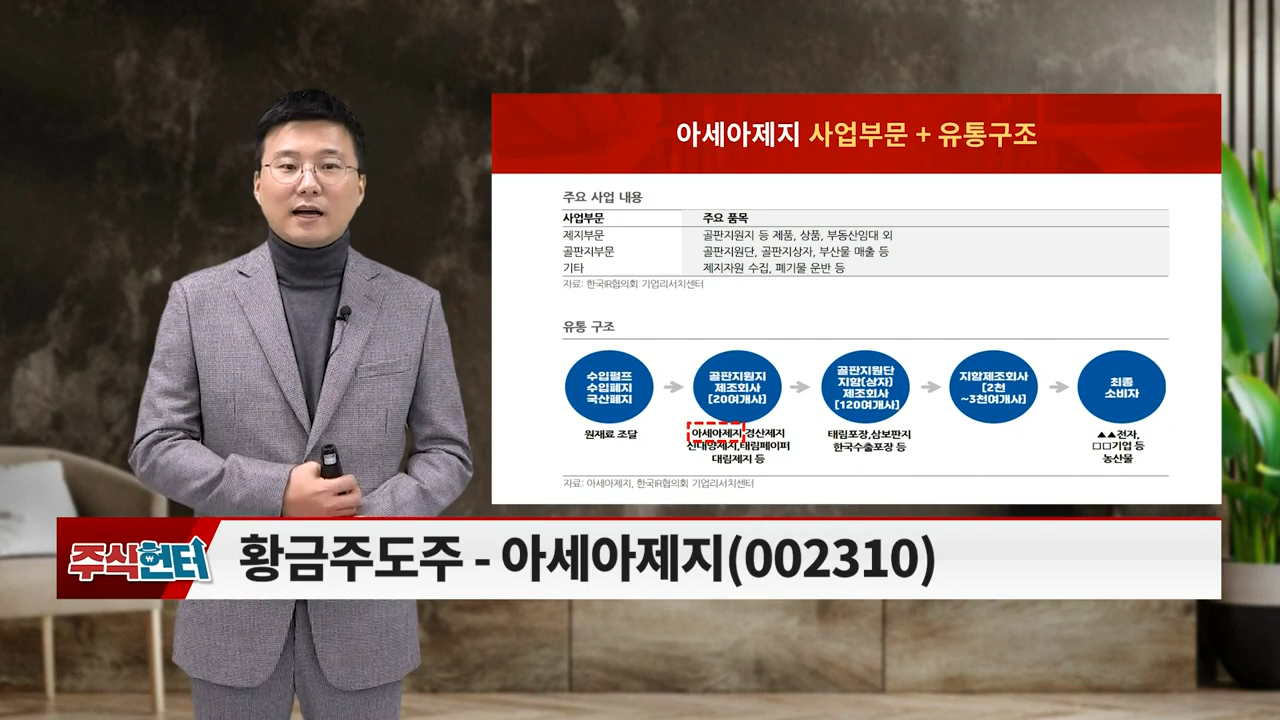 아세아제지 사업부문 + 유통구조
주요 사업 내용
사업부문 주요 품목
제지부문 골판지원지 등 제품, 상품, 부동산임대 외
골판지부문 골판지원단, 골판지상자, 부산물 매출 등
기타 제지자원 수집, 폐기물 운반 등
자료: 한국IR협의회 기업리서치센터
유통 구조
수입펄프
수입폐지
국산폐지
원재료 조달
골판지원지
제조회사
[20여개사]
아세아제지,경산제지
신대양제지,태림페이퍼
대림제지 등
골판지원단
지함[상자]
제조회사
[120여개사]
태림포장,삼보판지
한국수출포장 등
지함제조회사
[2천
~3천여개사]
최종
소비자
▲▲전자,
□□기업 등
농산물
자료: 아세아제지, 한국IR협의회 기업리서치센터
주식헌터
황금주도주 - 아세아제지(002310)